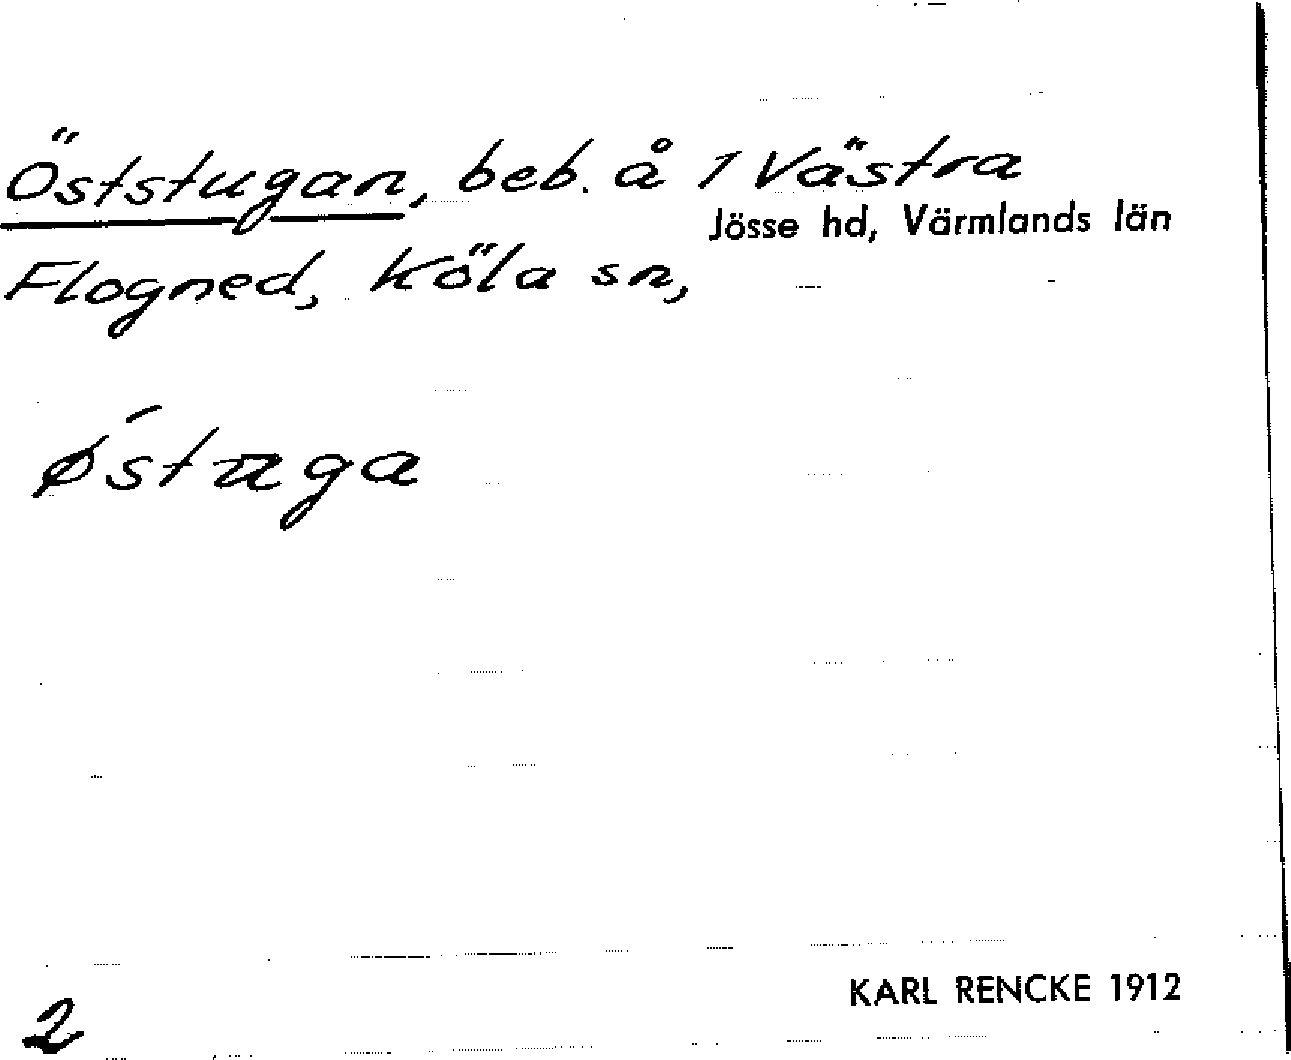 Öststugan, beb. å 1 Västra
Jösse hd, Värmlands län
Flogned, Köla sn,
ǿstuga
2
KARL RENCKE 1912